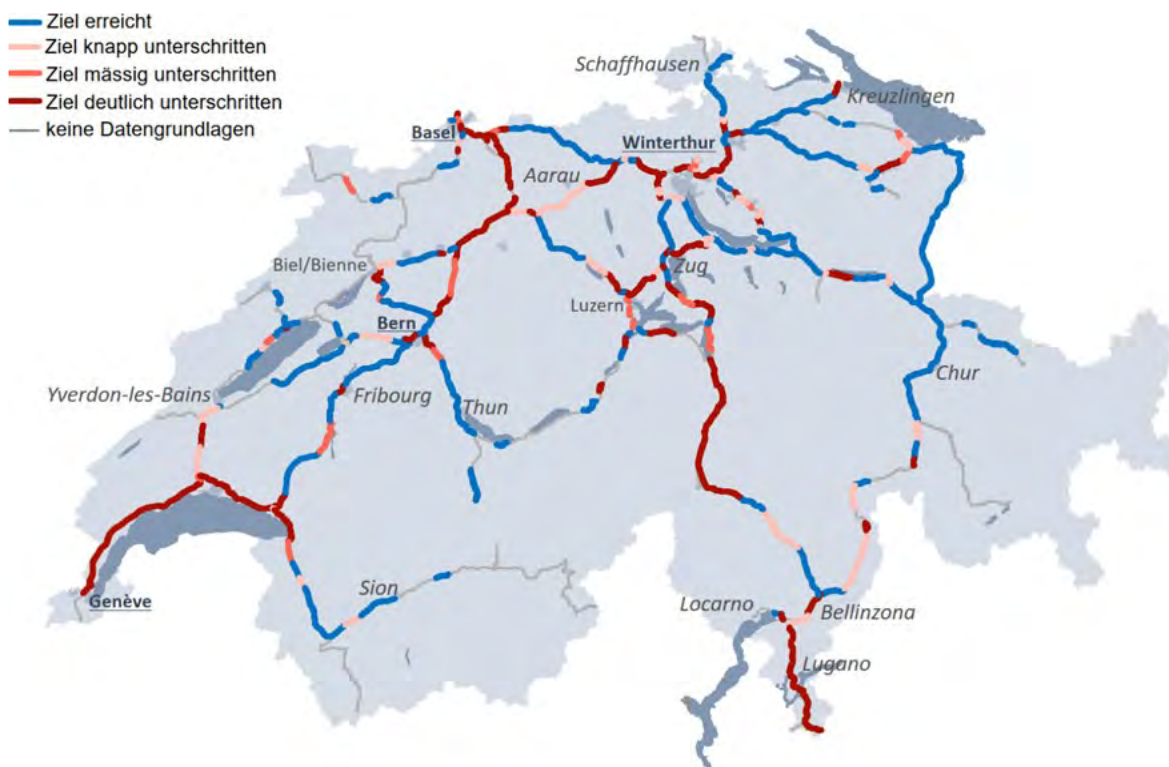 Ziel erreicht
Ziel knapp unterschritten
Ziel mässig unterschritten
Ziel deutlich unterschritten
keine Datengrundlagen
Schaffhausen
Kreuzlingen
Basel
Winterthur
Aarau
Biel/Bienne
Zug
Luzern
Bern
Chur
Yverdon-les-Bains
Fribourg
Thun
Sion
Genève
Locarno
Bellinzona
Lugano